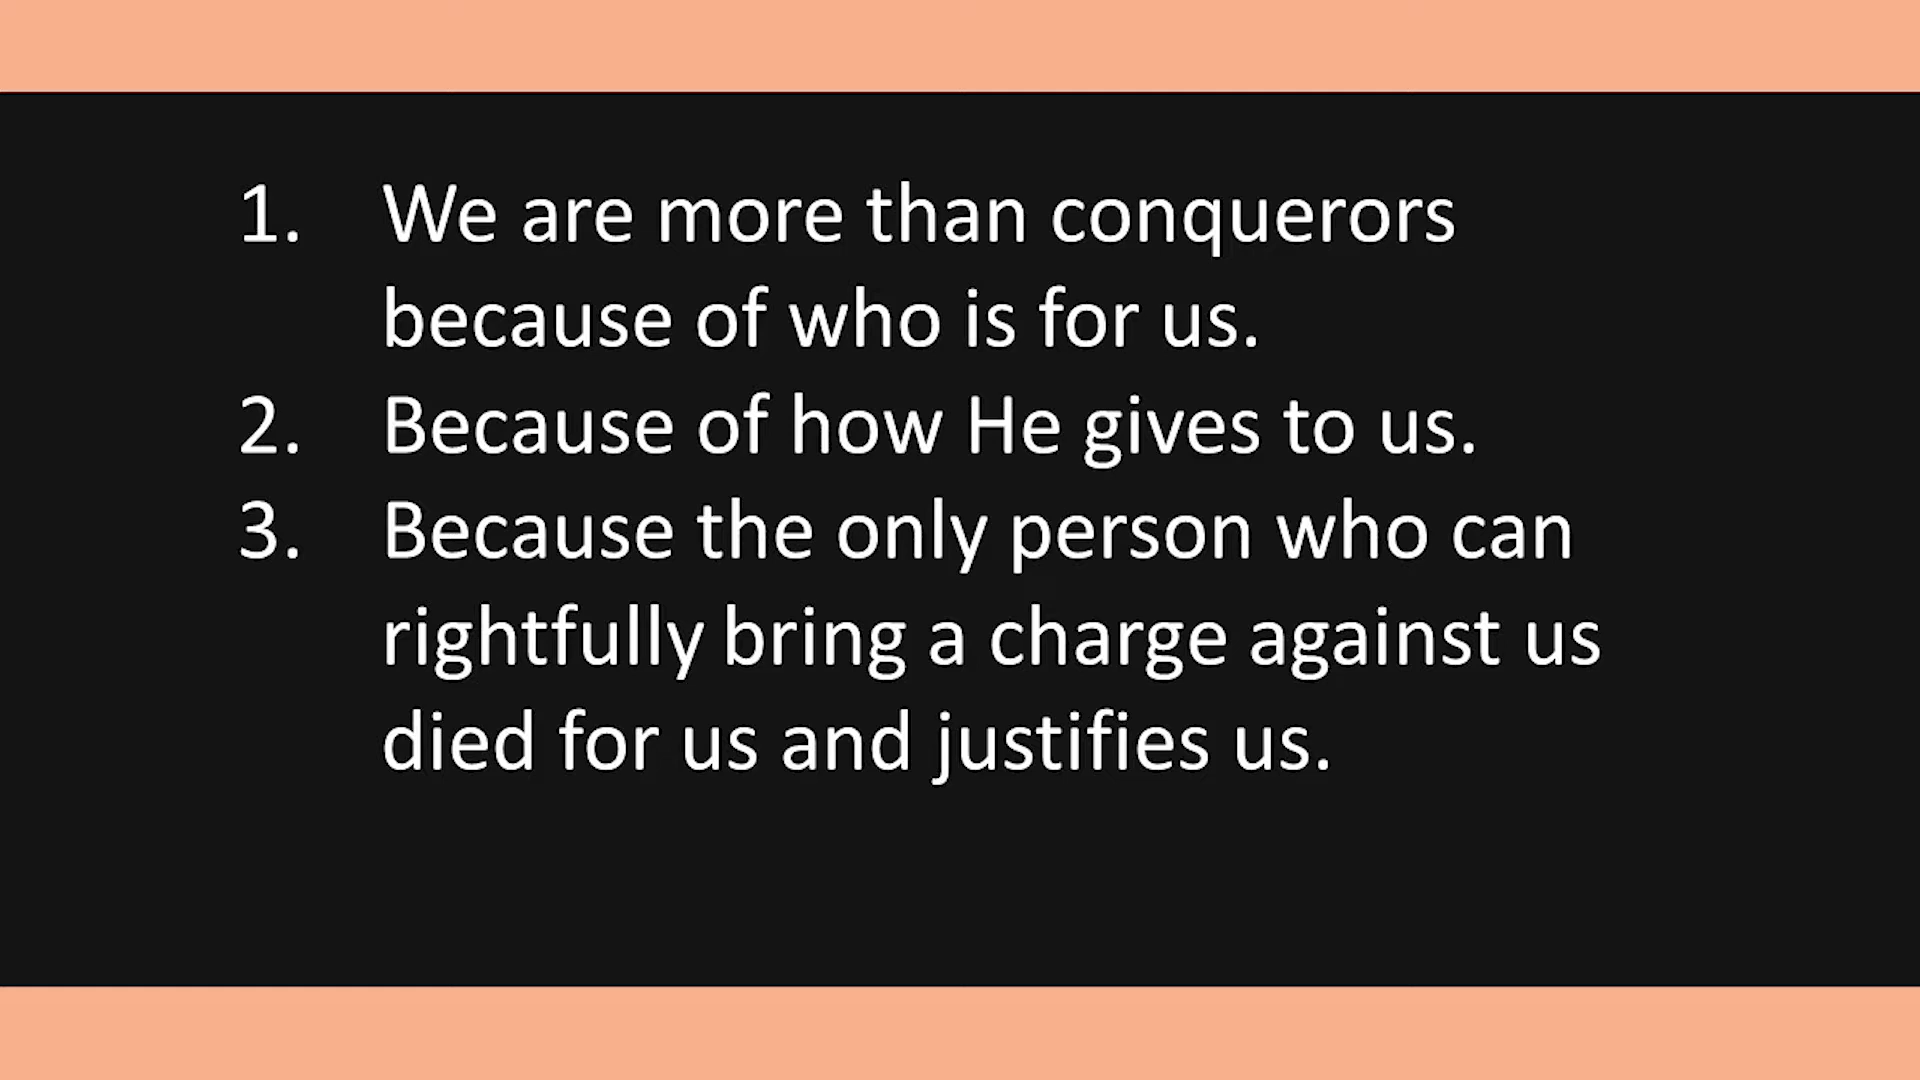 1. We are more than conquerors
because of who is for us.
2. Because of how He gives to us.
3. Because the only person who can
rightfully bring a charge against us
died for us and justifies us.